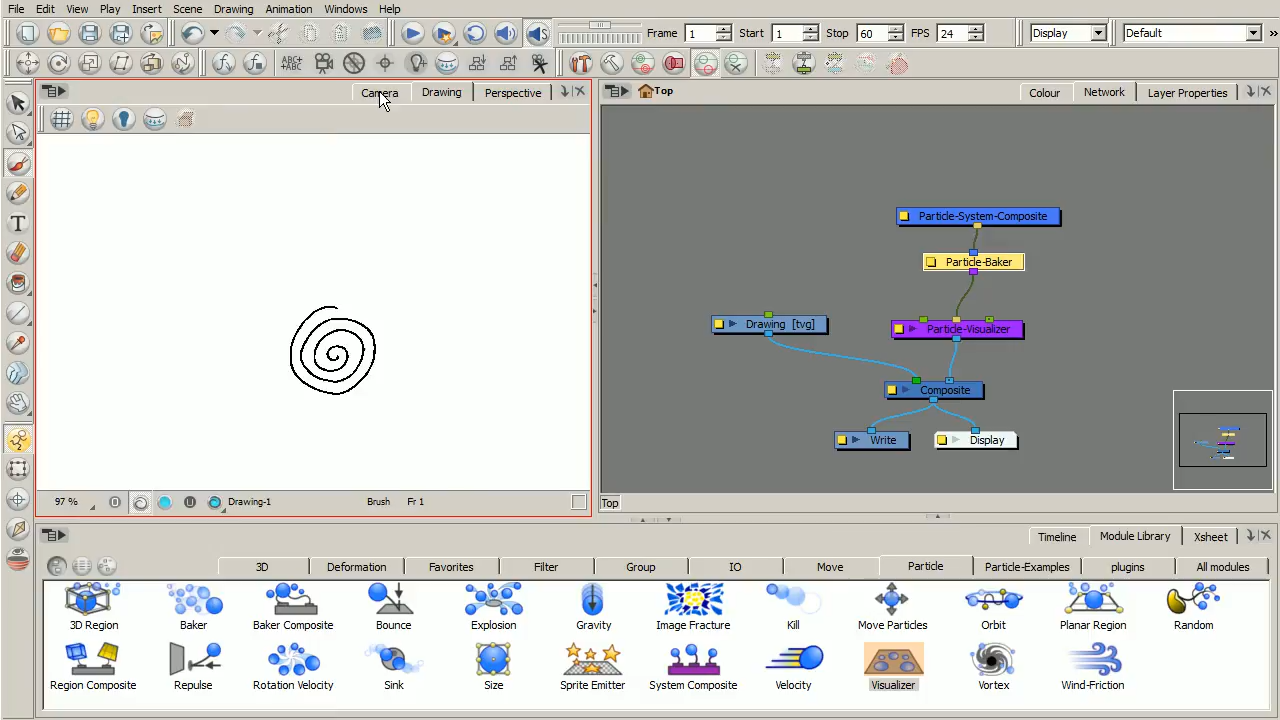 File Edit View Play Insert Scene Drawing Animation Windows Help
Frame 1 Start 1 Stop 60 FPS 24 Display Default »
ABC
Camera Drawing Perspective
Top Colour Network Layer Properties
T
Particle-System-Composite
Particle-Baker
Drawing [tvg] Particle-Visualizer
Composite
Write Display
97 % Drawing-1 Brush Fr 1
Top
Timeline Module Library Xsheet
3D Deformation Favorites Filter Group IO Move Particle Particle-Examples plugins All modules
3D Region Baker Baker Composite Bounce Explosion Gravity Image Fracture Kill Move Particles Orbit Planar Region Random
Region Composite Repulse Rotation Velocity Sink Size Sprite Emitter System Composite Velocity Visualizer Vortex Wind-Friction